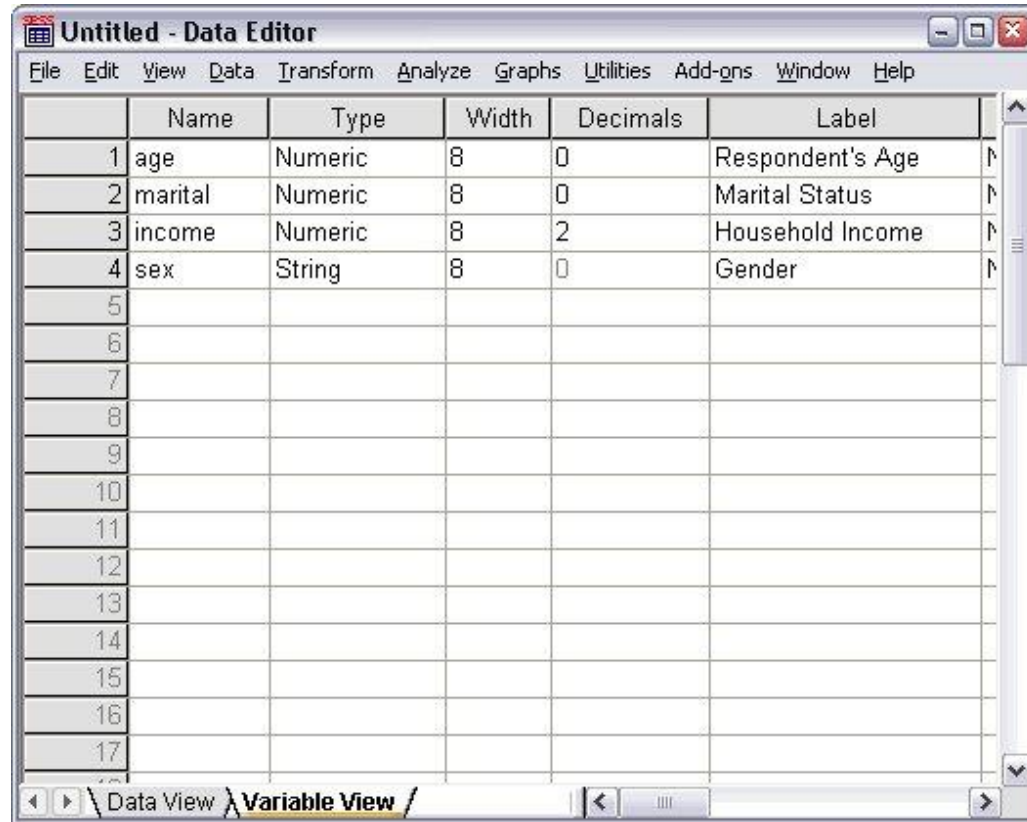 Untitled - Data Editor
File Edit View Data Transform Analyze Graphs Utilities Add-ons Window Help
Name Type Width Decimals Label
1 age Numeric 8 0 Respondent's Age
2 marital Numeric 8 0 Marital Status
3 income Numeric 8 2 Household Income
4 sex String 8 0 Gender
5
6
7
8
9
10
11
12
13
14
15
16
17
Data View Variable View